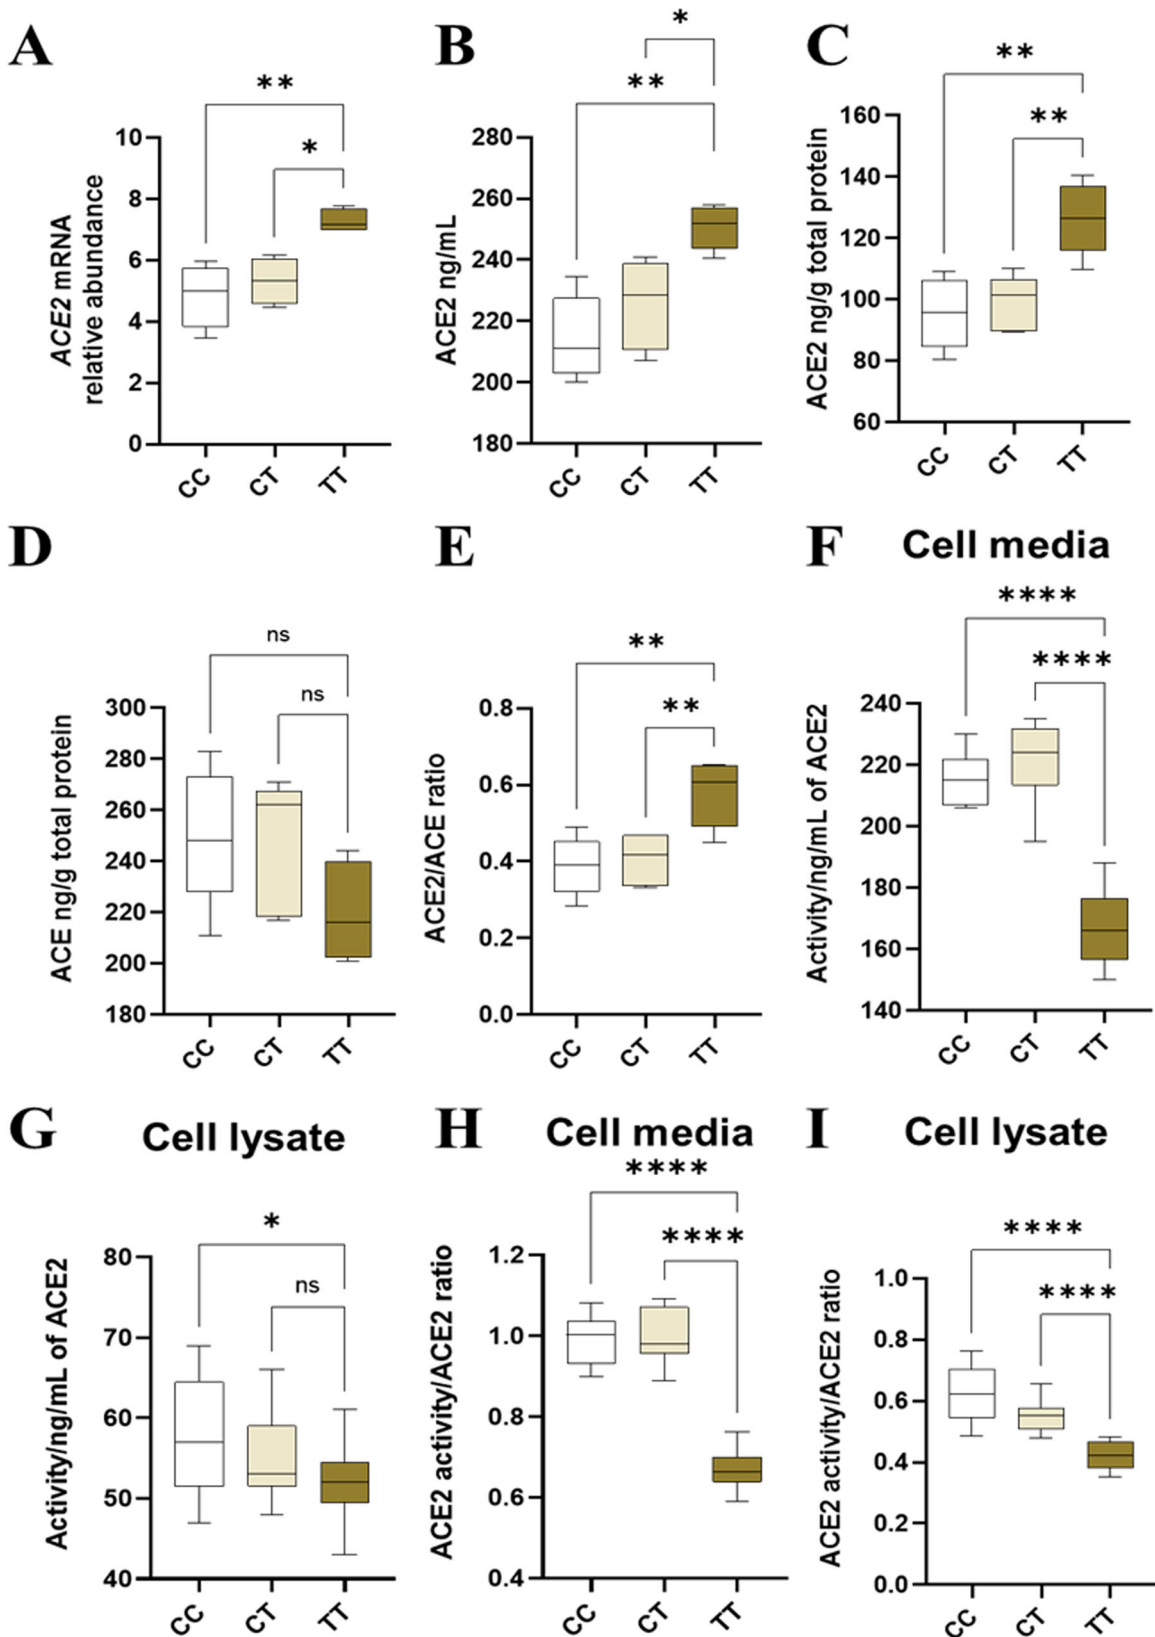 A
**
*
ACE2 mRNA
relative abundance
10
8
6
4
2
0
CC
CT
TT
B
*
**
ACE2 ng/mL
280
260
240
220
200
180
CC
CT
TT
C
**
**
ACE2 ng/g total protein
160
140
120
100
80
60
CC
CT
TT
D
ns
ns
ACE ng/g total protein
300
280
260
240
220
200
180
CC
CT
TT
E
**
**
ACE2/ACE ratio
0.8
0.6
0.4
0.2
0.0
CC
CT
TT
F
Cell media
****
****
Activity/ng/mL of ACE2
240
220
200
180
160
140
CC
CT
TT
G
Cell lysate
*
ns
Activity/ng/mL of ACE2
80
70
60
50
40
CC
CT
TT
H
Cell media
****
****
ACE2 activity/ACE2 ratio
1.2
1.0
0.8
0.6
0.4
CC
CT
TT
I
Cell lysate
****
****
ACE2 activity/ACE2 ratio
1.0
0.8
0.6
0.4
0.2
0.0
CC
CT
TT